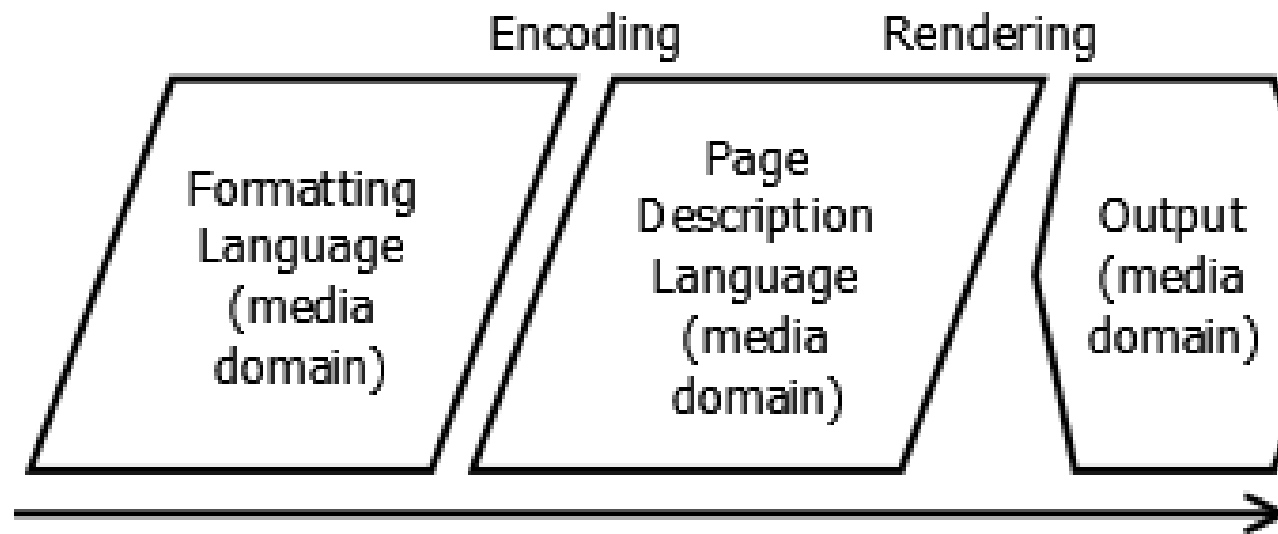 Encoding
Rendering
Formatting
Language
(media
domain)
Page
Description
Language
(media
domain)
Output
(media
domain)